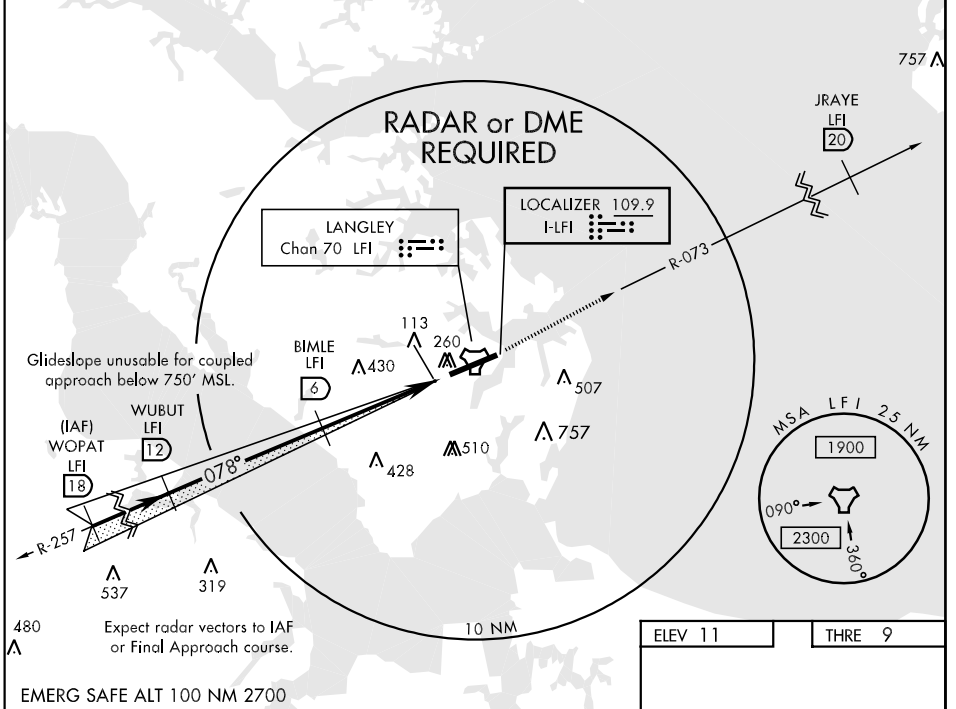 757
JRAYE
LFI
20
RADAR or DME
REQUIRED
LOCALIZER 109.9
I-LFI
LANGLEY
Chan 70 LFI
R-073
113
260
BIMLE
LFI
6
430
507
Glideslope unusable for coupled
approach below 750' MSL.
WUBUT
LFI
12
(IAF)
WOPAT
LFI
18
078°
428
510
757
MSA LFI 25 NM
1900
090°
2300
360°
R-257
537
319
480
Expect radar vectors to IAF
or Final Approach course.
10 NM
ELEV 11
THRE 9
EMERG SAFE ALT 100 NM 2700